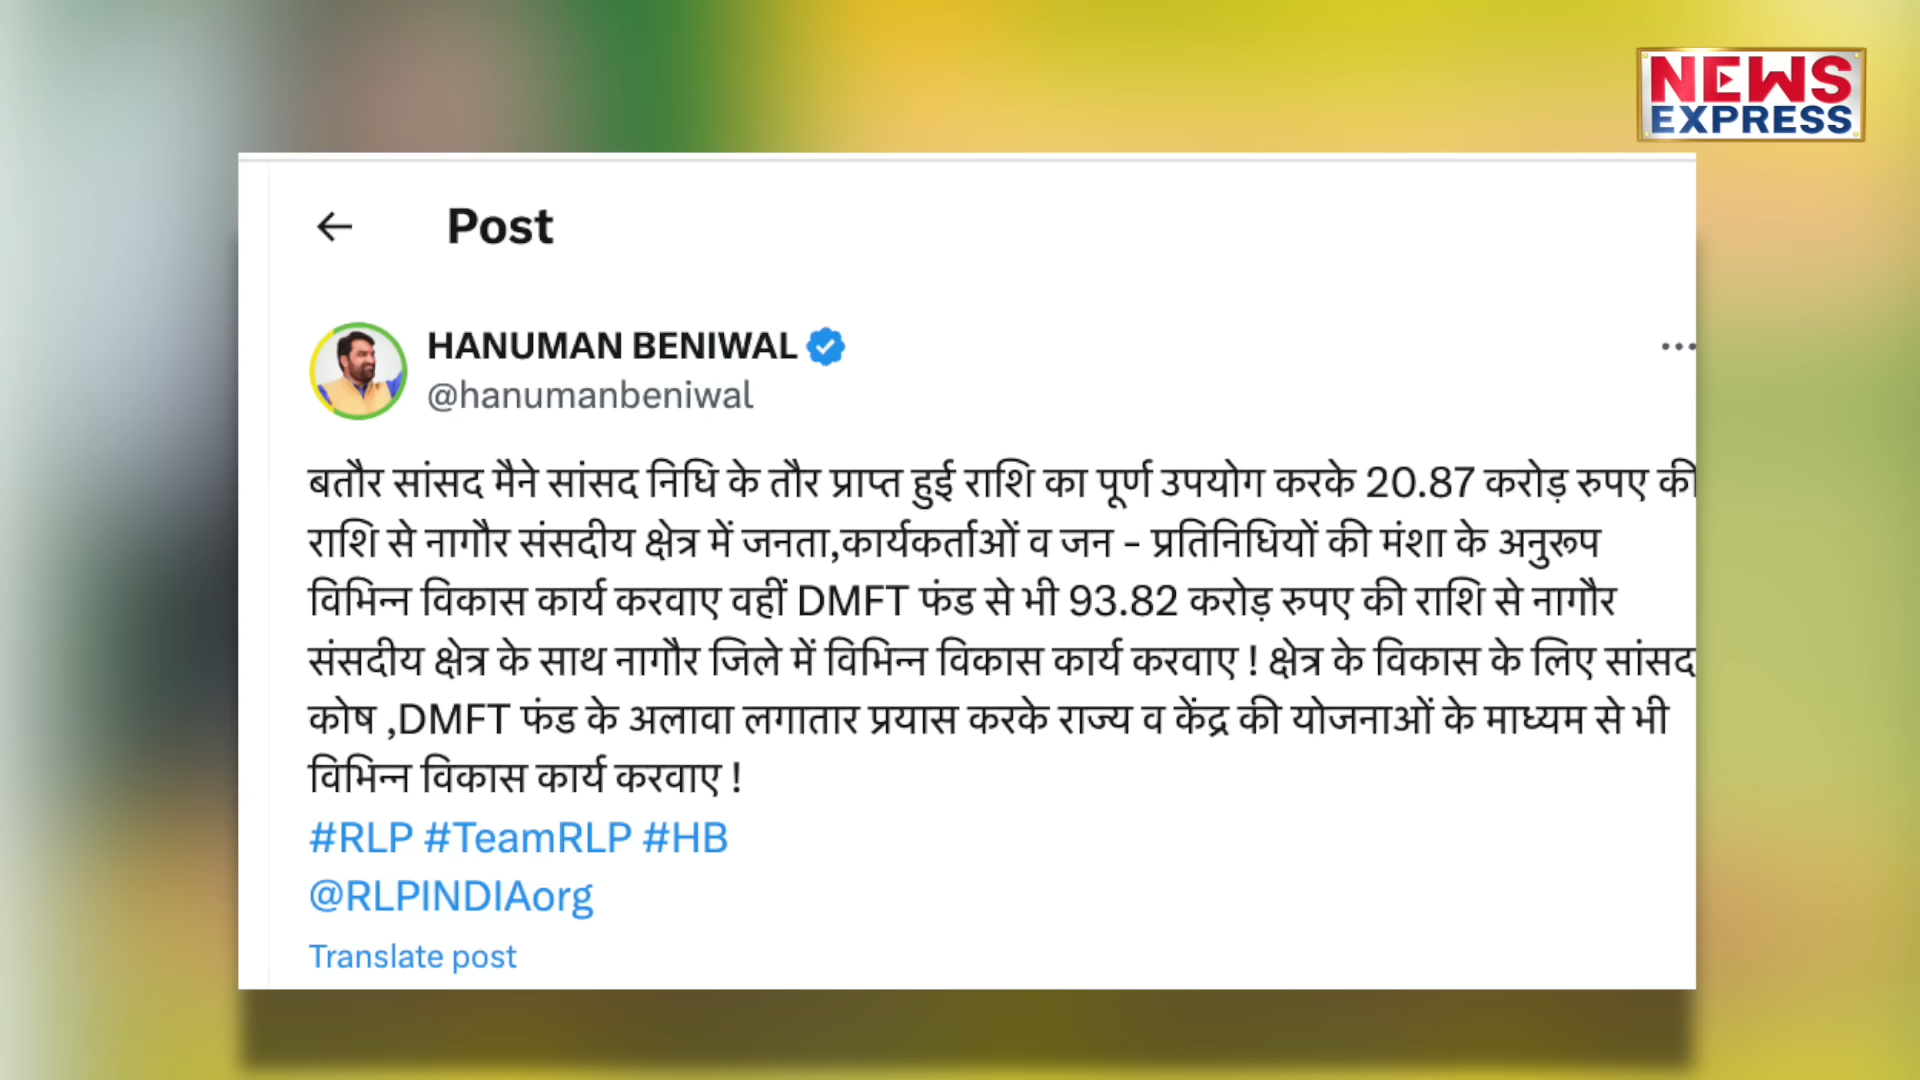 NEWS
EXPRESS
Post
HANUMAN BENIWAL
@hanumanbeniwal
बतौर सांसद मैने सांसद निधि के तौर प्राप्त हुई राशि का पूर्ण उपयोग करके 20.87 करोड़ रुपए की
राशि से नागौर संसदीय क्षेत्र में जनता,कार्यकर्ताओं व जन - प्रतिनिधियों की मंशा के अनुरूप
विभिन्न विकास कार्य करवाए वहीं DMFT फंड से भी 93.82 करोड़ रुपए की राशि से नागौर
संसदीय क्षेत्र के साथ नागौर जिले में विभिन्न विकास कार्य करवाए ! क्षेत्र के विकास के लिए सांसद
कोष ,DMFT फंड के अलावा लगातार प्रयास करके राज्य व केंद्र की योजनाओं के माध्यम से भी
विभिन्न विकास कार्य करवाए !
#RLP #TeamRLP #HB
@RLPINDIAorg
Translate post